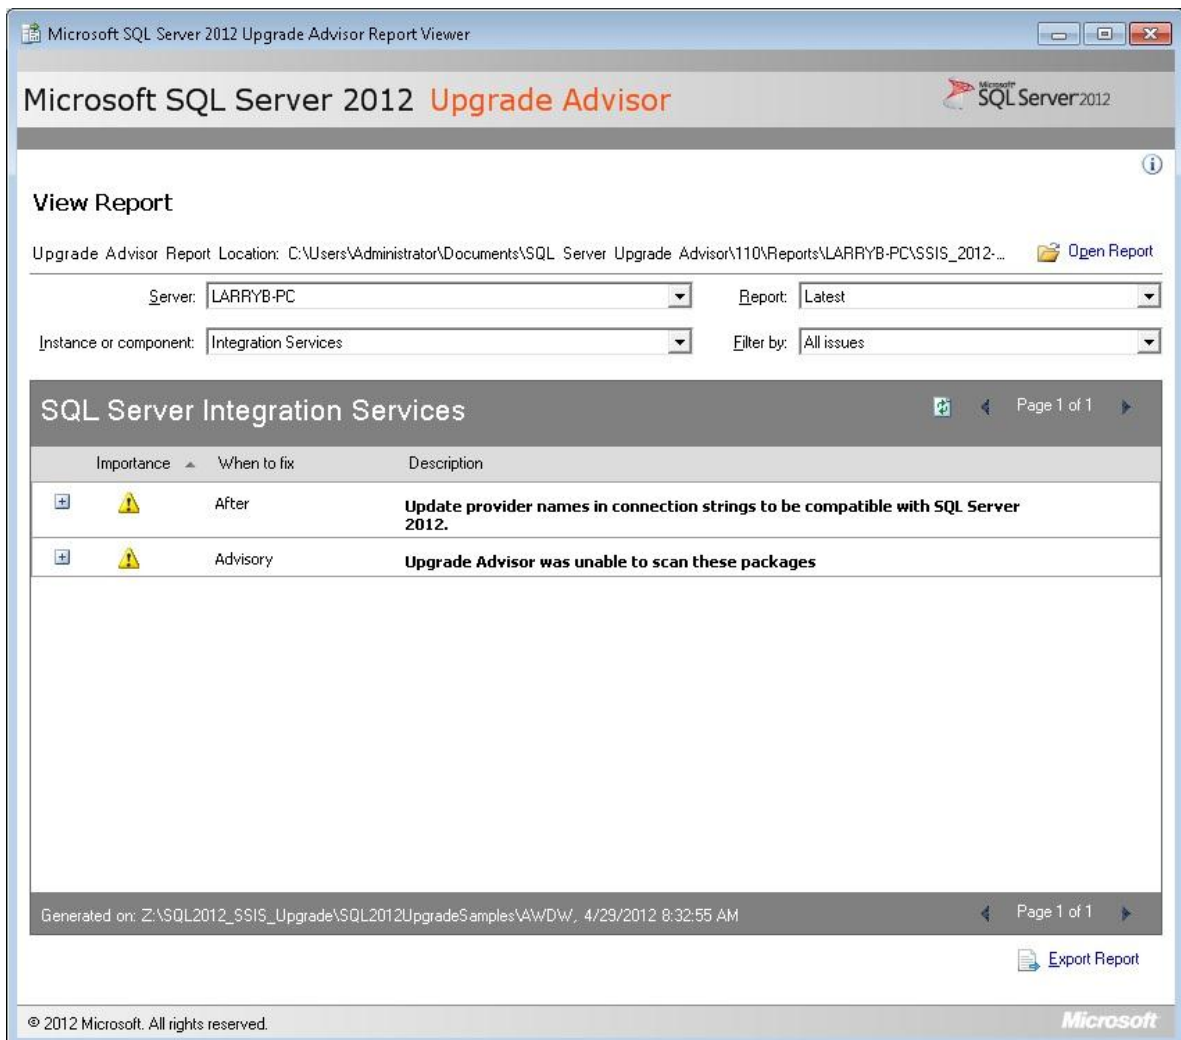 Microsoft SQL Server 2012 Upgrade Advisor Report Viewer
Microsoft SQL Server 2012 Upgrade Advisor
Microsoft SQL Server 2012
View Report
Upgrade Advisor Report Location: C:\Users\Administrator\Documents\SQL Server Upgrade Advisor\110\Reports\LARRYB-PC\SSIS_2012-...
Open Report
Server: LARRYB-PC
Report: Latest
Instance or component: Integration Services
Filter by: All issues
SQL Server Integration Services
Page 1 of 1
Importance When to fix Description
After Update provider names in connection strings to be compatible with SQL Server
2012.
Advisory Upgrade Advisor was unable to scan these packages
Generated on: Z:\SQL2012_SSIS_Upgrade\SQL2012UpgradeSamples\AWDW, 4/29/2012 8:32:55 AM
Page 1 of 1
Export Report
© 2012 Microsoft. All rights reserved.
Microsoft